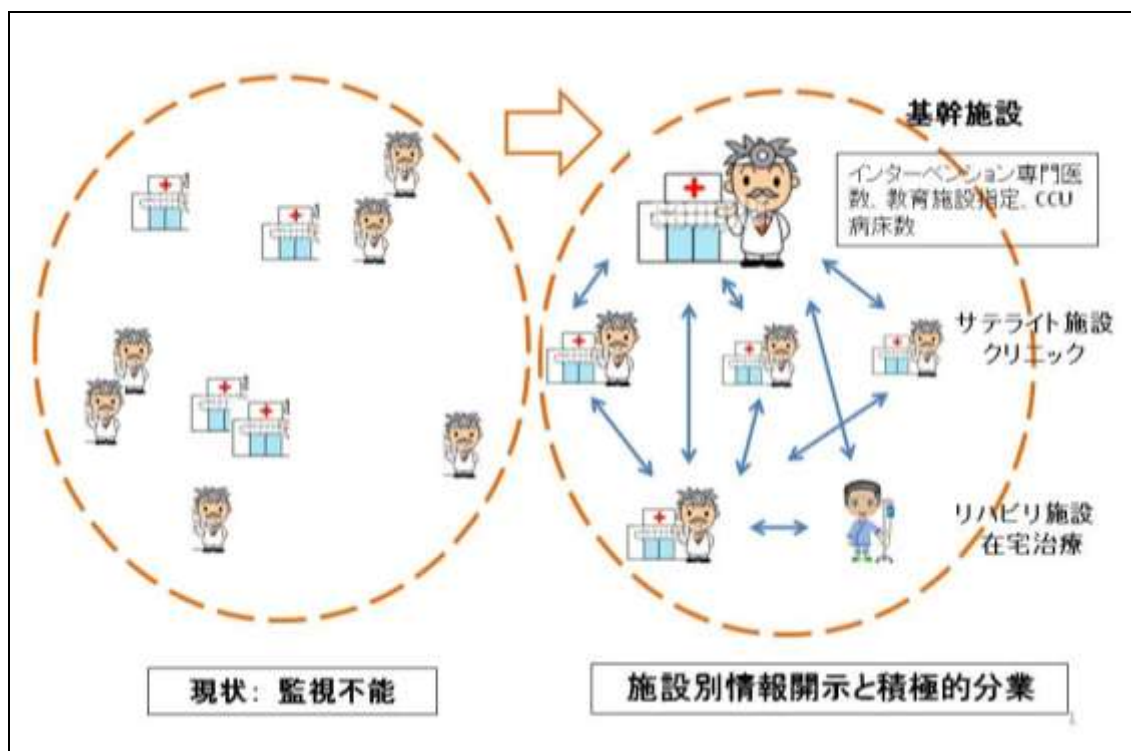 基幹施設
インターベンション専門医
数、教育施設指定、CCU
病床数
サテライト施設
クリニック
リハビリ施設
在宅治療
現状： 監視不能
施設別情報開示と積極的分業
1